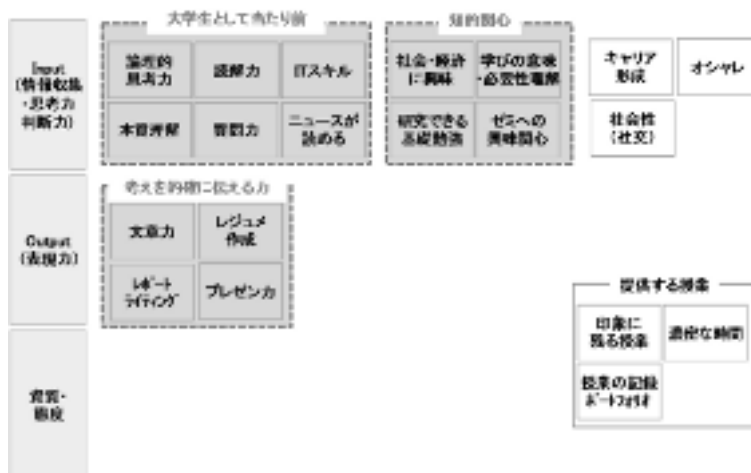 大学生として当たり前
知的関心
Input
(情報収集
・思考力
判断力)
論理的
思考力
読解力
ITスキル
社会・経済
に興味
学びの意味
・必要性理解
キャリア
形成
オシャレ
本質理解
質問力
ニュースが
読める
研究できる
基礎勉強
ゼミへの
興味関心
社会性
(社交)
考えを的確に伝える力
Output
(表現力)
文章力
レジュメ
作成
レポート
ライティング
プレゼン力
提供する授業
印象に
残る授業
濃密な時間
授業の記録
ポートフォリオ
資質・
態度